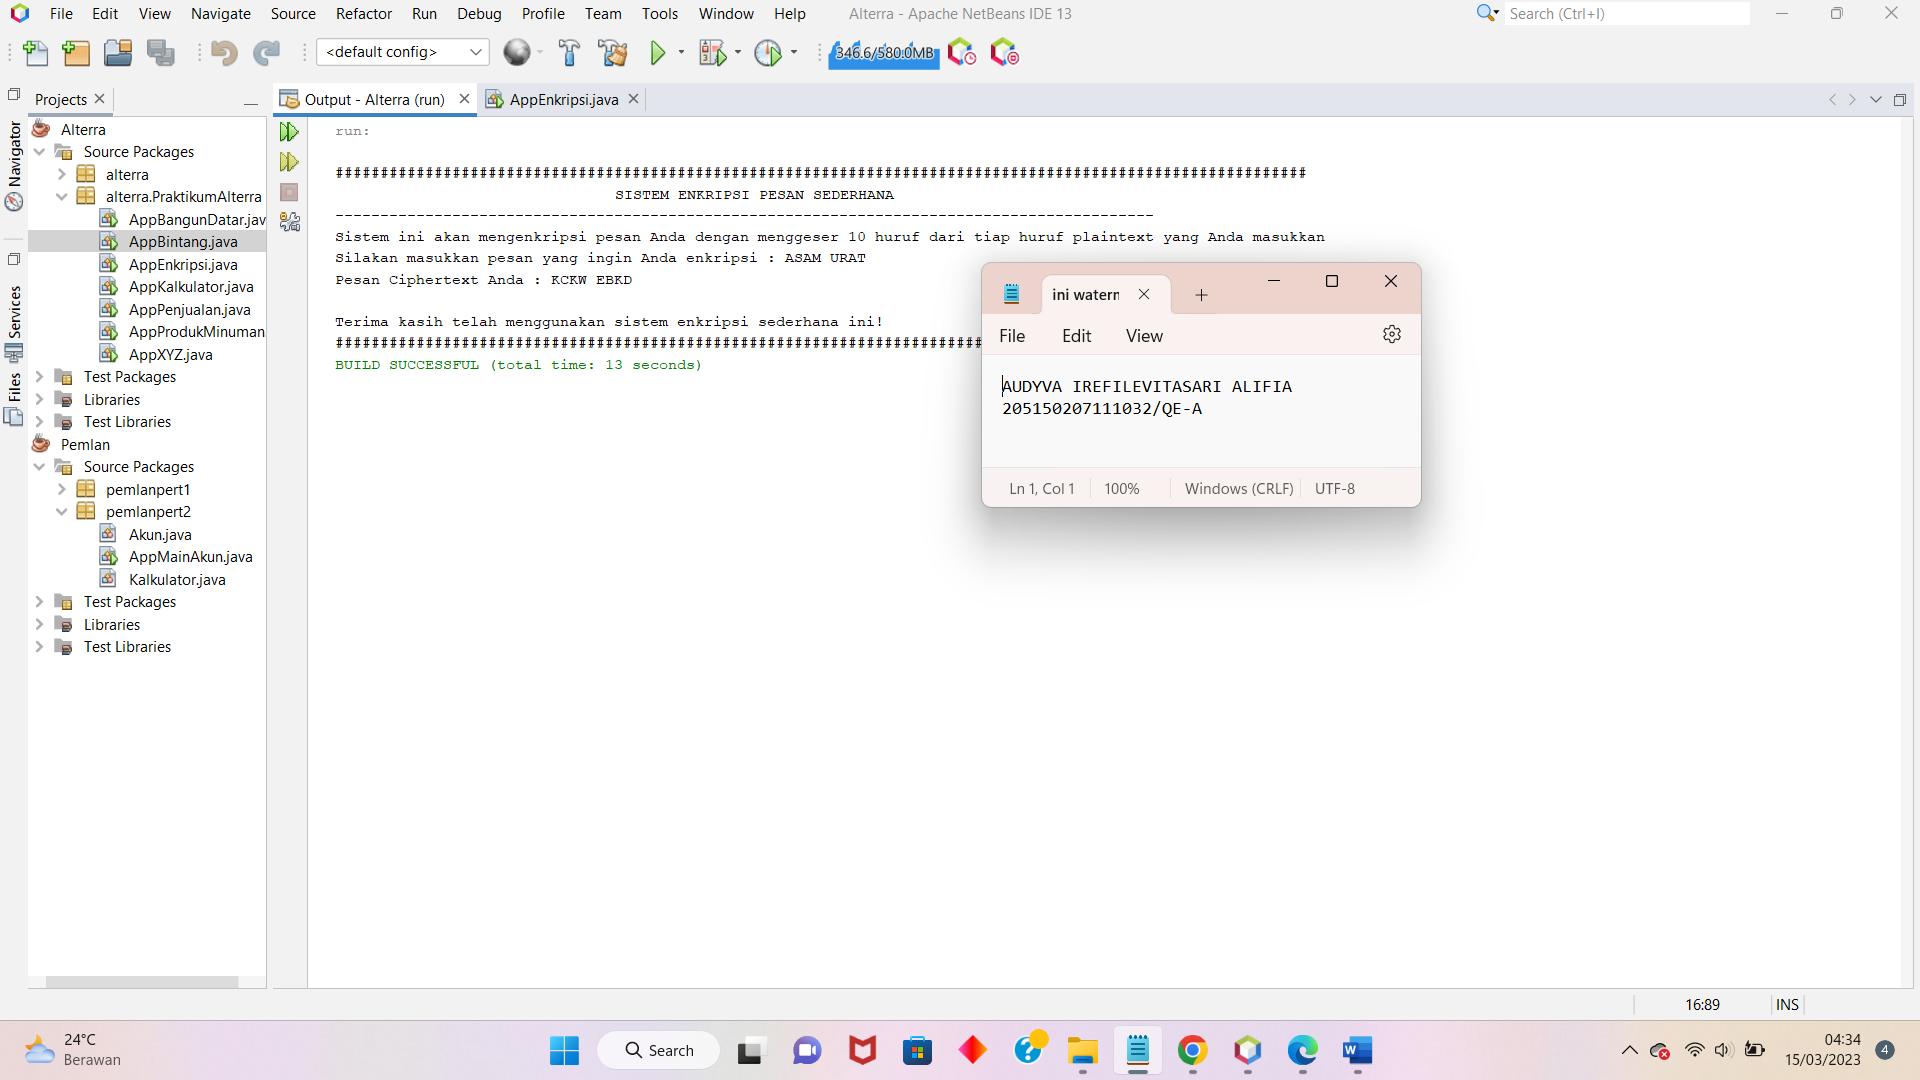 File Edit View Navigate Source Refactor Run Debug Profile Team Tools Window Help Alterra - Apache NetBeans IDE 13 Search (Ctrl+I)
<default config> 346.6/580.0MB
Projects Output - Alterra (run) AppEnkripsi.java
Navigator
Services
Files
Alterra
Source Packages
alterra
alterra.PraktikumAlterra
AppBangunDatar.jav
AppBintang.java
AppEnkripsi.java
AppKalkulator.java
AppPenjualan.java
AppProdukMinuman
AppXYZ.java
Test Packages
Libraries
Test Libraries
Pemlan
Source Packages
pemlanpert1
pemlanpert2
Akun.java
AppMainAkun.java
Kalkulator.java
Test Packages
Libraries
Test Libraries
run:
SISTEM ENKRIPSI PESAN SEDERHANA
Sistem ini akan mengenkripsi pesan Anda dengan menggeser 10 huruf dari tiap huruf plaintext yang Anda masukkan
Silakan masukkan pesan yang ingin Anda enkripsi : ASAM URAT
Pesan Ciphertext Anda : KCKW EBKD
Terima kasih telah menggunakan sistem enkripsi sederhana ini!
BUILD SUCCESSFUL (total time: 13 seconds)
ini watern
File Edit View
AUDYVA IREFILEVITASARI ALIFIA
205150207111032/QE-A
Ln 1, Col 1 100% Windows (CRLF) UTF-8
16:89 INS
24°C
Berawan
Search
04:34
15/03/2023
4